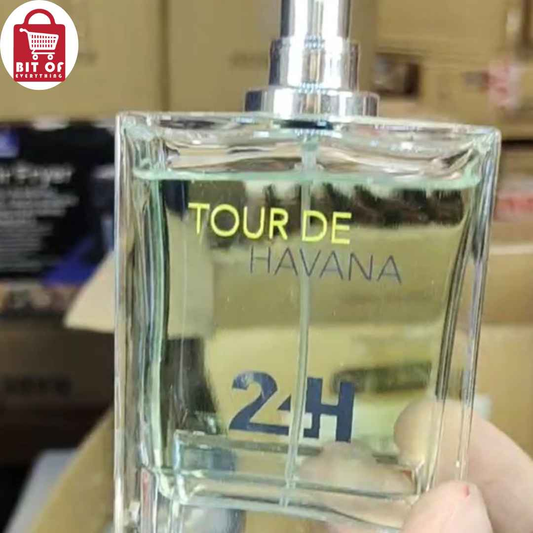 BIT OF
EVERYTHING
TOUR DE
HAVANA
24H